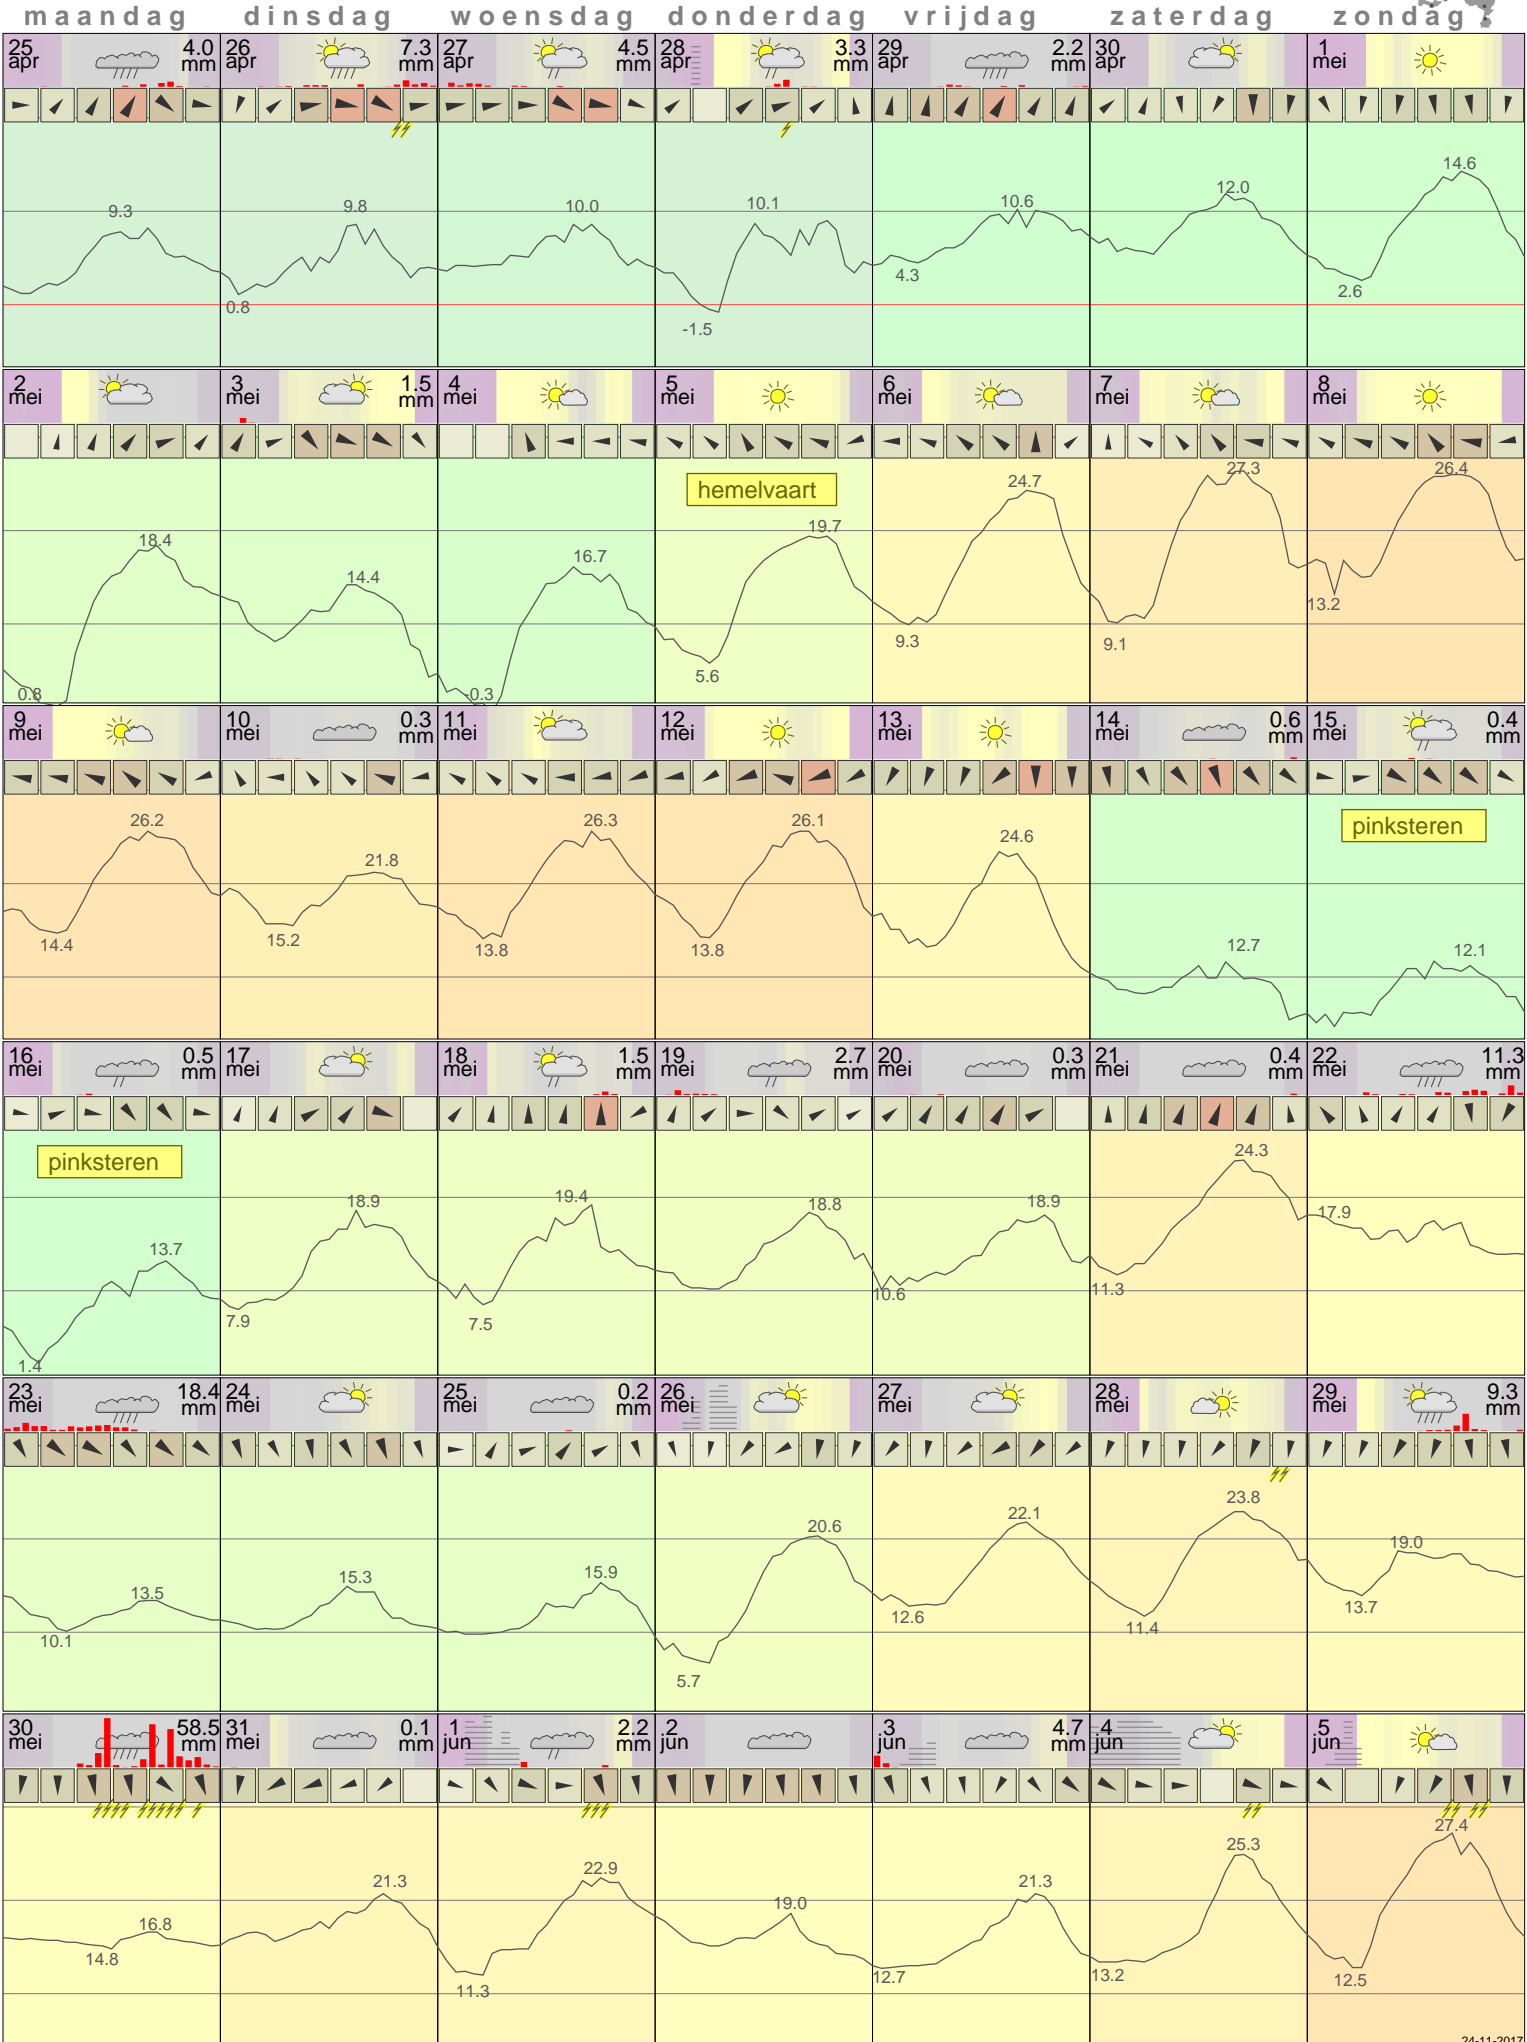 maandag dinsdag woensdag donderdag vrijdag zaterdag zondag
25 apr 4.0 mm 26 apr 7.3 mm 27 apr 4.5 mm 28 apr 3.3 mm 29 apr 2.2 mm 30 apr 1 mei
9.3 0.8 9.8 10.0 -1.5 10.1 4.3 10.6 12.0 2.6 14.6
2 mei 3 mei 1.5 mm 4 mei 5 mei 6 mei 7 mei 8 mei
hemelvaart
0.8 18.4 14.4 -0.3 16.7 5.6 19.7 9.3 24.7 9.1 27.3 13.2 26.4
9 mei 10 mei 0.3 mm 11 mei 12 mei 13 mei 14 mei 0.6 mm 15 mei 0.4 mm
pinksteren
14.4 26.2 15.2 21.8 13.8 26.3 13.8 26.1 24.6 12.7 12.1
16 mei 0.5 mm 17 mei 18 mei 1.5 mm 19 mei 2.7 mm 20 mei 0.3 mm 21 mei 0.4 mm 22 mei 11.3 mm
pinksteren
1.4 13.7 7.9 18.9 7.5 19.4 18.8 10.6 18.9 11.3 24.3 17.9
23 mei 18.4 mm 24 mei 25 mei 0.2 mm 26 mei 27 mei 28 mei 29 mei 9.3 mm
10.1 13.5 15.3 15.9 5.7 20.6 12.6 22.1 11.4 23.8 13.7 19.0
30 mei 58.5 mm 31 mei 0.1 mm 1 jun 2.2 mm 2 jun 3 jun 4.7 mm 4 jun 5 jun
14.8 16.8 21.3 11.3 22.9 19.0 12.7 21.3 13.2 25.3 12.5 27.4
24-11-2017